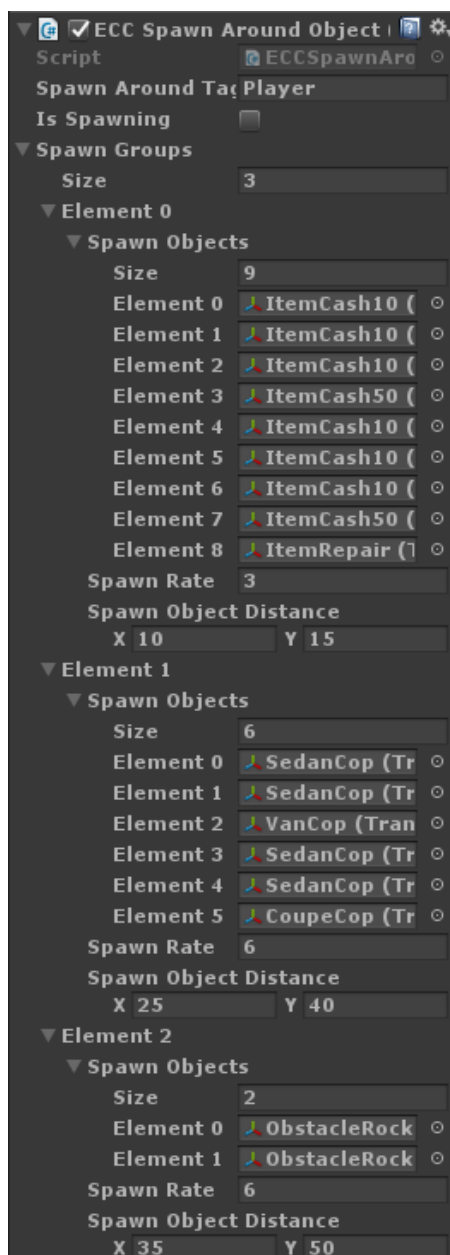 ECC Spawn Around Object (
Script ECCSpawnAro
Spawn Around Tag Player
Is Spawning
Spawn Groups
Size 3
Element 0
Spawn Objects
Size 9
Element 0 ItemCash10 (
Element 1 ItemCash10 (
Element 2 ItemCash10 (
Element 3 ItemCash50 (
Element 4 ItemCash10 (
Element 5 ItemCash10 (
Element 6 ItemCash10 (
Element 7 ItemCash50 (
Element 8 ItemRepair (T
Spawn Rate 3
Spawn Object Distance
X 10 Y 15
Element 1
Spawn Objects
Size 6
Element 0 SedanCop (Tr
Element 1 SedanCop (Tr
Element 2 VanCop (Tran
Element 3 SedanCop (Tr
Element 4 SedanCop (Tr
Element 5 CoupeCop (Tr
Spawn Rate 6
Spawn Object Distance
X 25 Y 40
Element 2
Spawn Objects
Size 2
Element 0 ObstacleRock
Element 1 ObstacleRock
Spawn Rate 6
Spawn Object Distance
X 35 Y 50